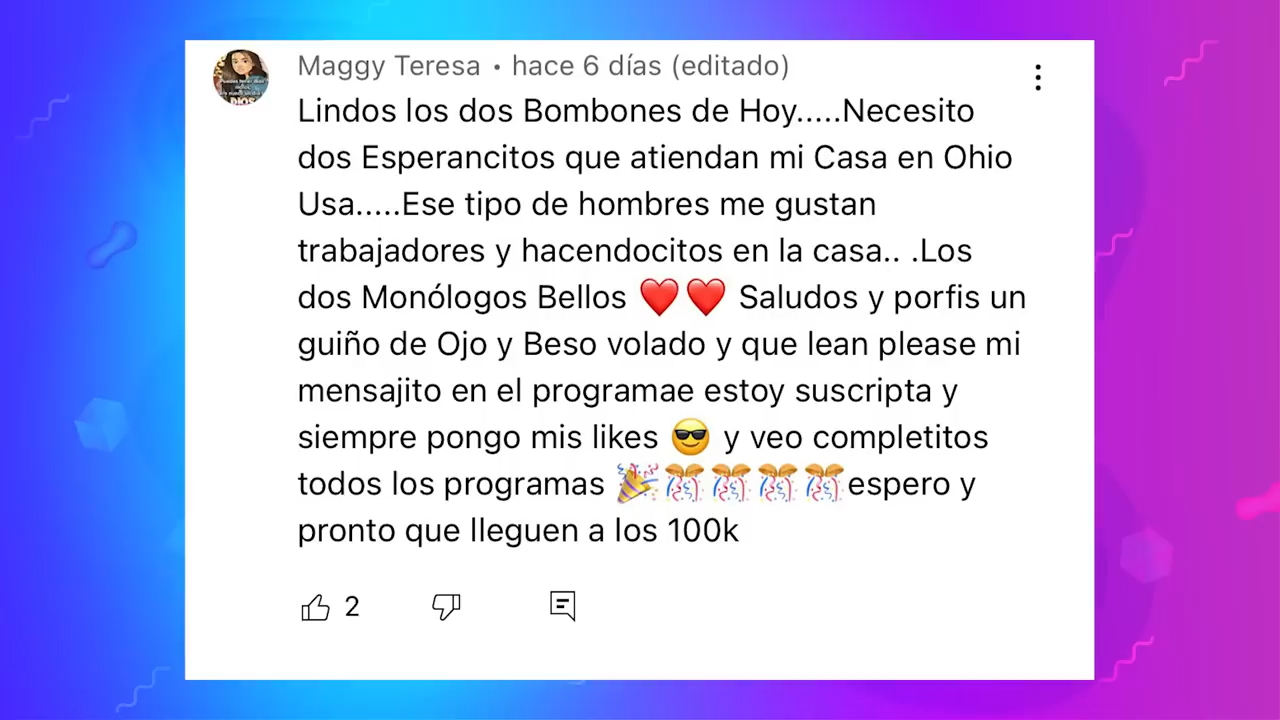 Maggy Teresa • hace 6 días (editado)
Lindos los dos Bombones de Hoy.....Necesito
dos Esperancitos que atiendan mi Casa en Ohio
Usa.....Ese tipo de hombres me gustan
trabajadores y hacendocitos en la casa.. .Los
dos Monólogos Bellos ❤️❤️ Saludos y porfis un
guiño de Ojo y Beso volado y que lean please mi
mensajito en el programae estoy suscripta y
siempre pongo mis likes 😎 y veo completitos
todos los programas 🎉🎊🎊🎊🎊espero y
pronto que lleguen a los 100k
2
DIOS